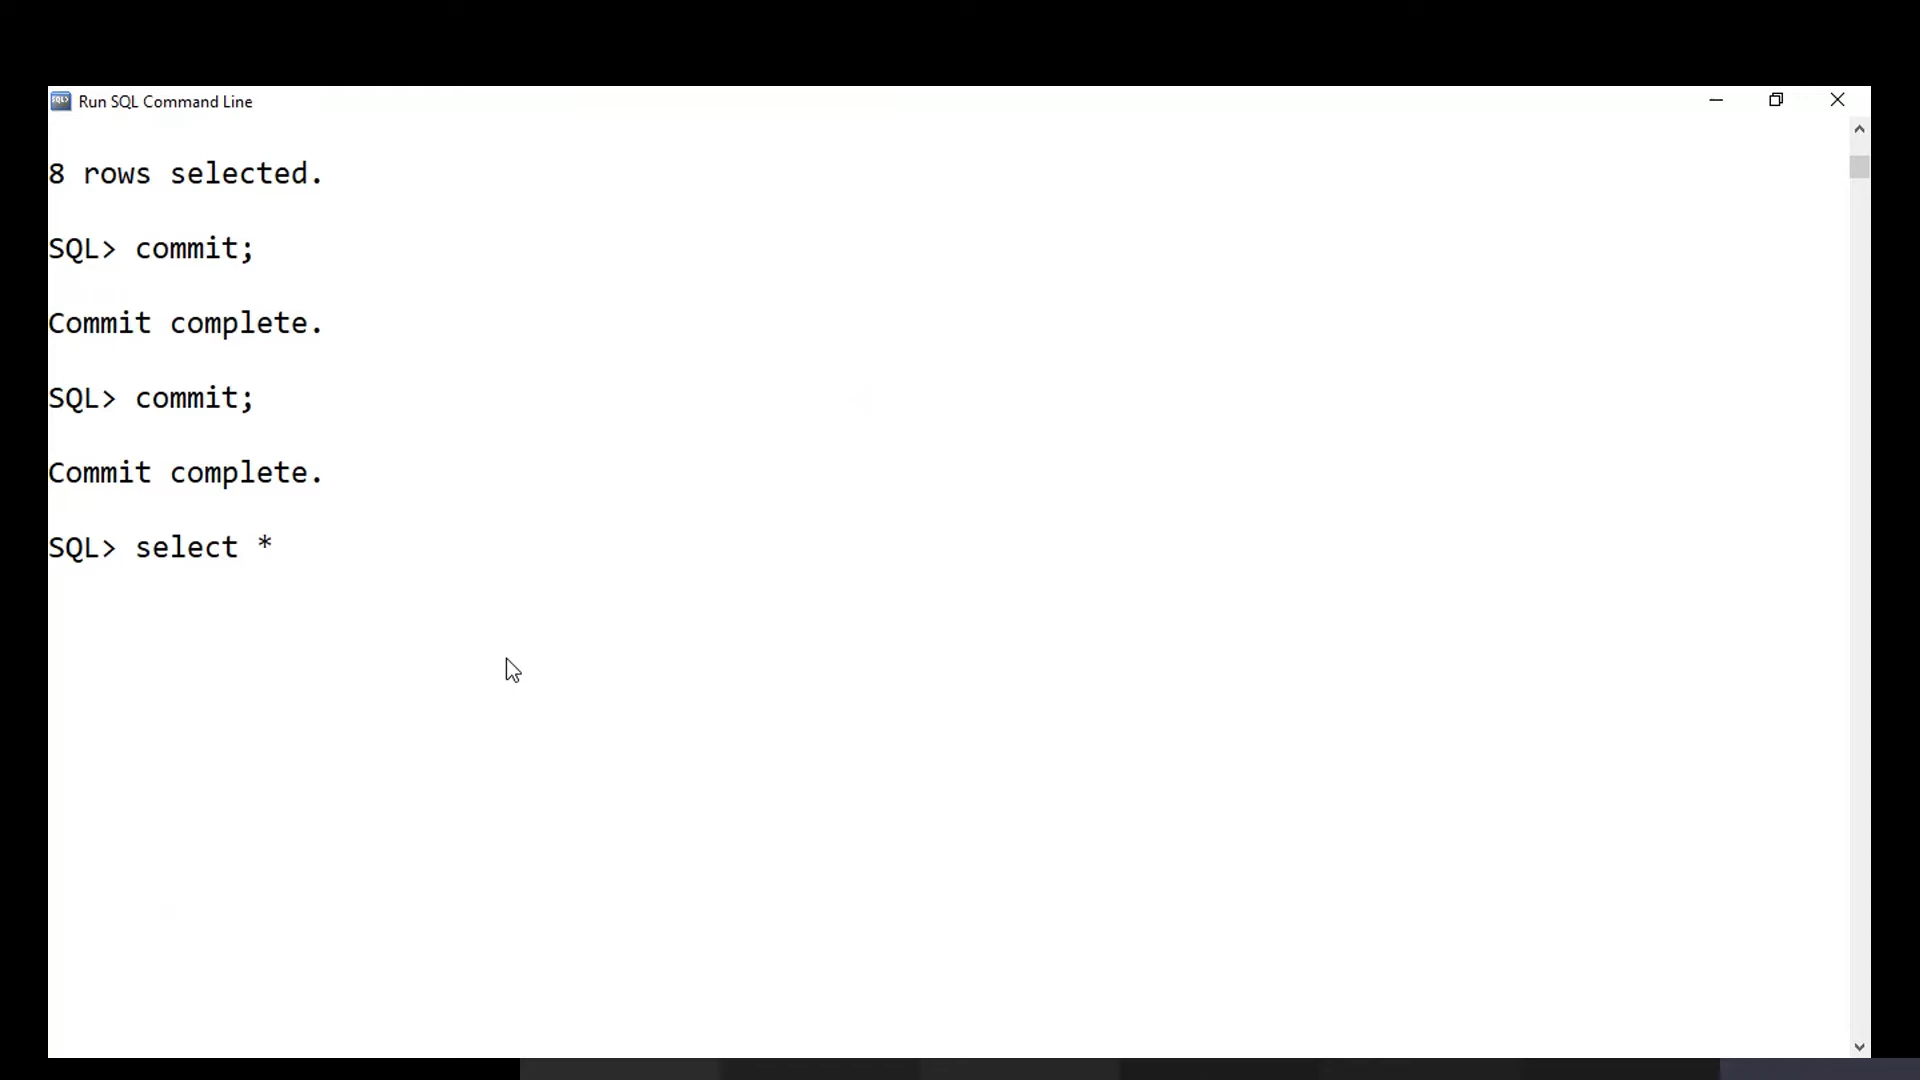 Run SQL Command Line
8 rows selected.
SQL> commit;
Commit complete.
SQL> commit;
Commit complete.
SQL> select *